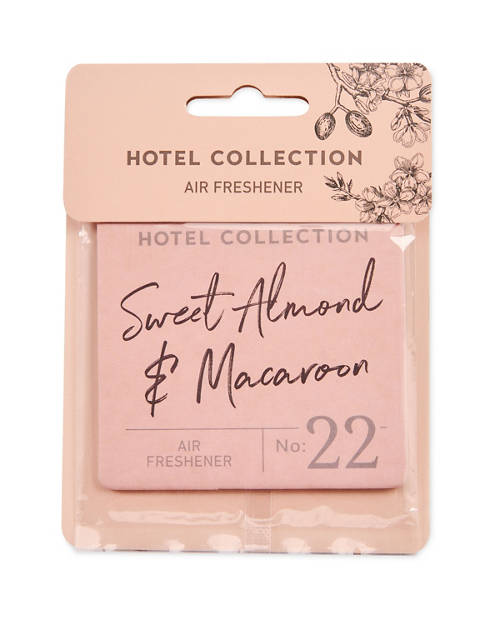 HOTEL COLLECTION
AIR FRESHENER
HOTEL COLLECTION
Sweet Almond
& Macaroon
AIR
FRESHENER
No: 22